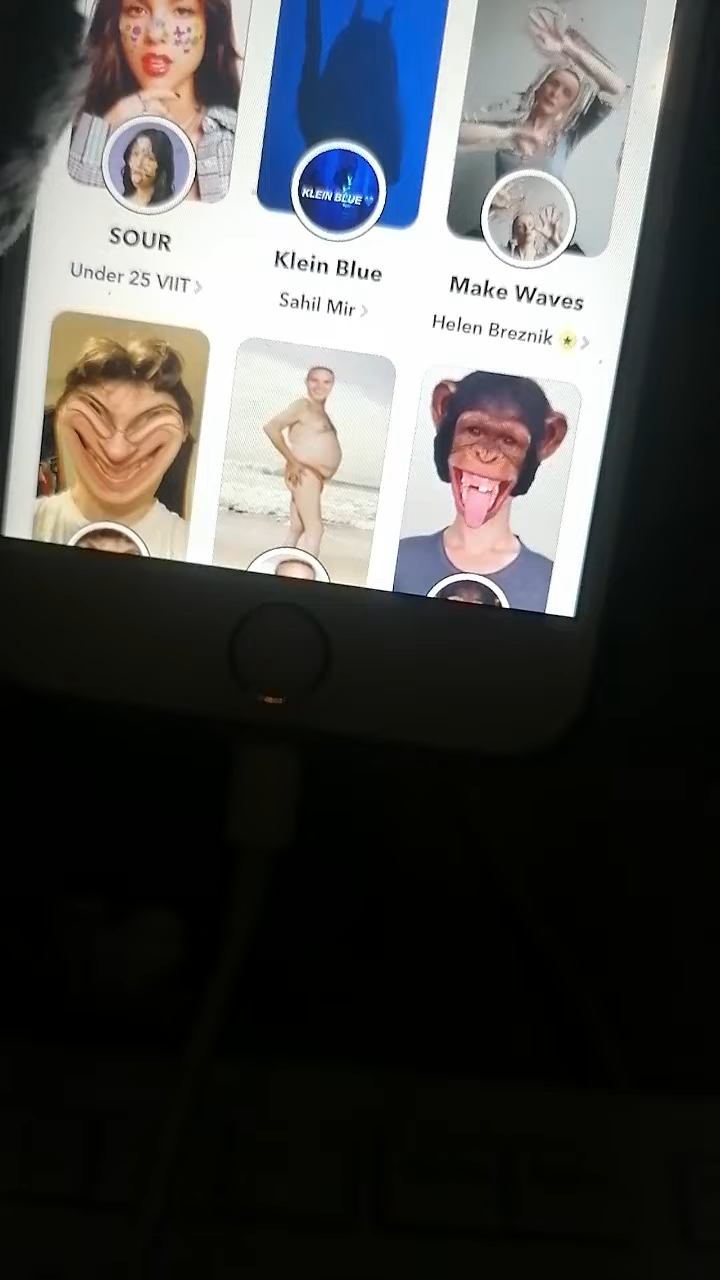 KLEIN BLUE
SOUR
Under 25 VIIT
Klein Blue
Sahil Mir
Make Waves
Helen Breznik